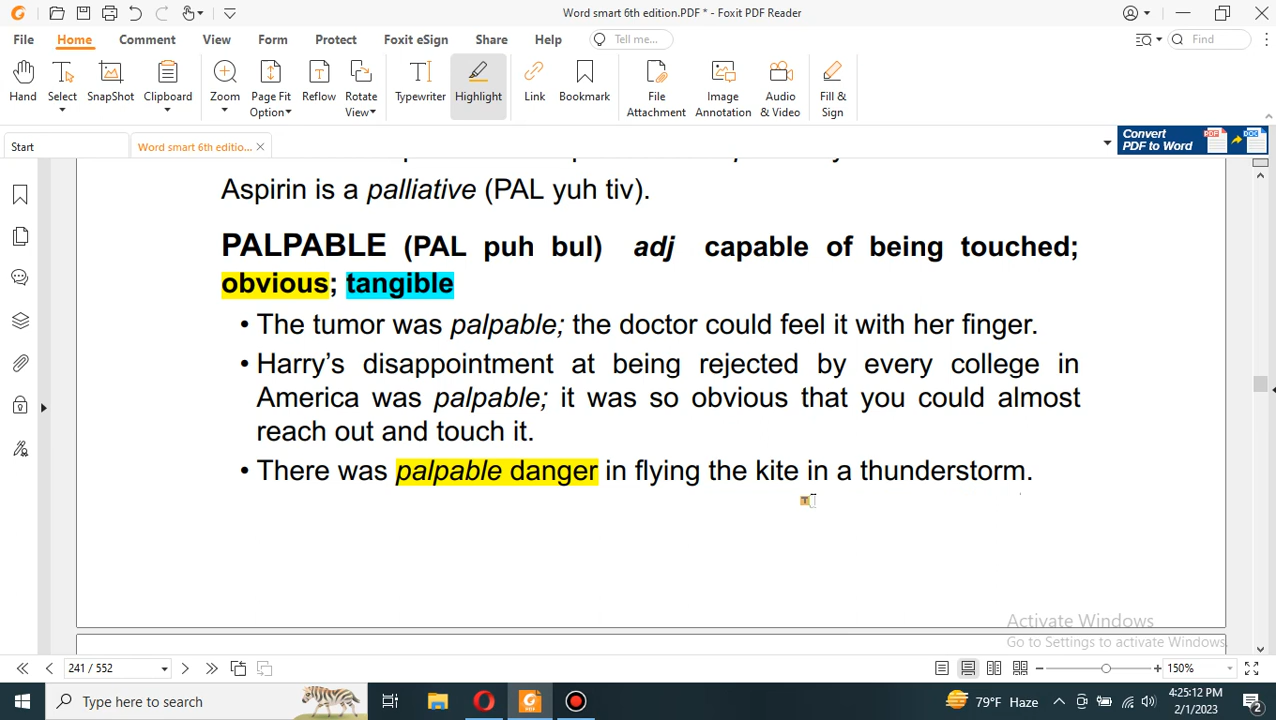 Word smart 6th edition.PDF * - Foxit PDF Reader
File Home Comment View Form Protect Foxit eSign Share Help Tell me... Find
Hand Select SnapShot Clipboard Zoom Page Fit Option Reflow Rotate View Typewriter Highlight Link Bookmark File Attachment Image Annotation Audio & Video Fill & Sign
Start Word smart 6th editio... Convert PDF to Word
Aspirin is a palliative (PAL yuh tiv).
PALPABLE (PAL puh bul) adj capable of being touched;
obvious; tangible
• The tumor was palpable; the doctor could feel it with her finger.
• Harry’s disappointment at being rejected by every college in
America was palpable; it was so obvious that you could almost
reach out and touch it.
• There was palpable danger in flying the kite in a thunderstorm.
Activate Windows
Go to Settings to activate Windows.
241 / 552 150%
Type here to search 79°F Haze 4:25:12 PM
2/1/2023 2